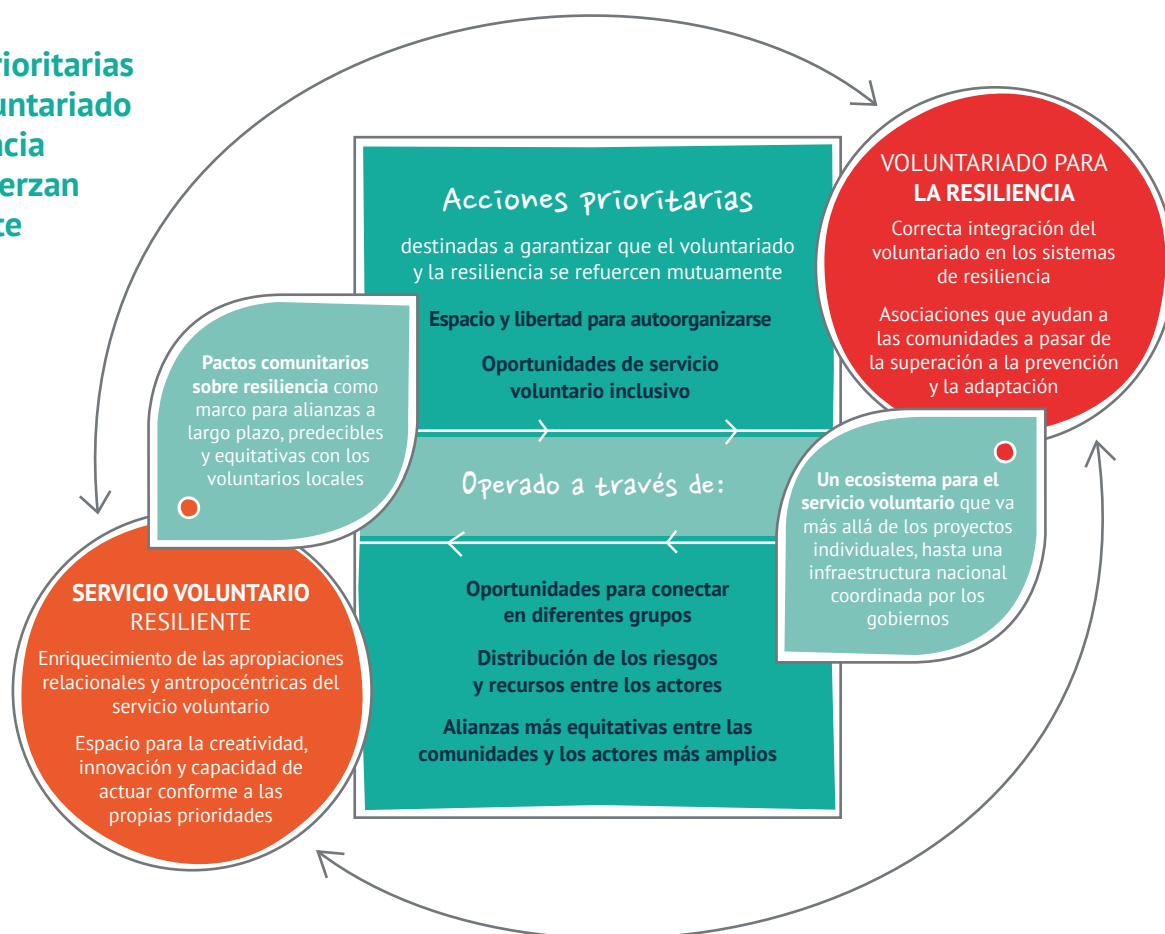 rioritarias
untariado
ncia
erzan
te
Acciones prioritarias
destinadas a garantizar que el voluntariado
y la resiliencia se refuercen mutuamente
Espacio y libertad para autoorganizarse
Oportunidades de servicio
voluntario inclusivo
Operado a través de:
Oportunidades para conectar
en diferentes grupos
Distribución de los riesgos
y recursos entre los actores
Alianzas más equitativas entre las
comunidades y los actores más amplios
VOLUNTARIADO PARA
LA RESILIENCIA
Correcta integración del
voluntariado en los sistemas
de resiliencia
Asociaciones que ayudan a
las comunidades a pasar de
la superación a la prevención
y la adaptación
Pactos comunitarios
sobre resiliencia como
marco para alianzas a
largo plazo, predecibles
y equitativas con los
voluntarios locales
Un ecosistema para el
servicio voluntario que va
más allá de los proyectos
individuales, hasta una
infraestructura nacional
coordinada por los
gobiernos
SERVICIO VOLUNTARIO
RESILIENTE
Enriquecimiento de las apropiaciones
relacionales y antropocéntricas del
servicio voluntario
Espacio para la creatividad,
innovación y capacidad de
actuar conforme a las
propias prioridades